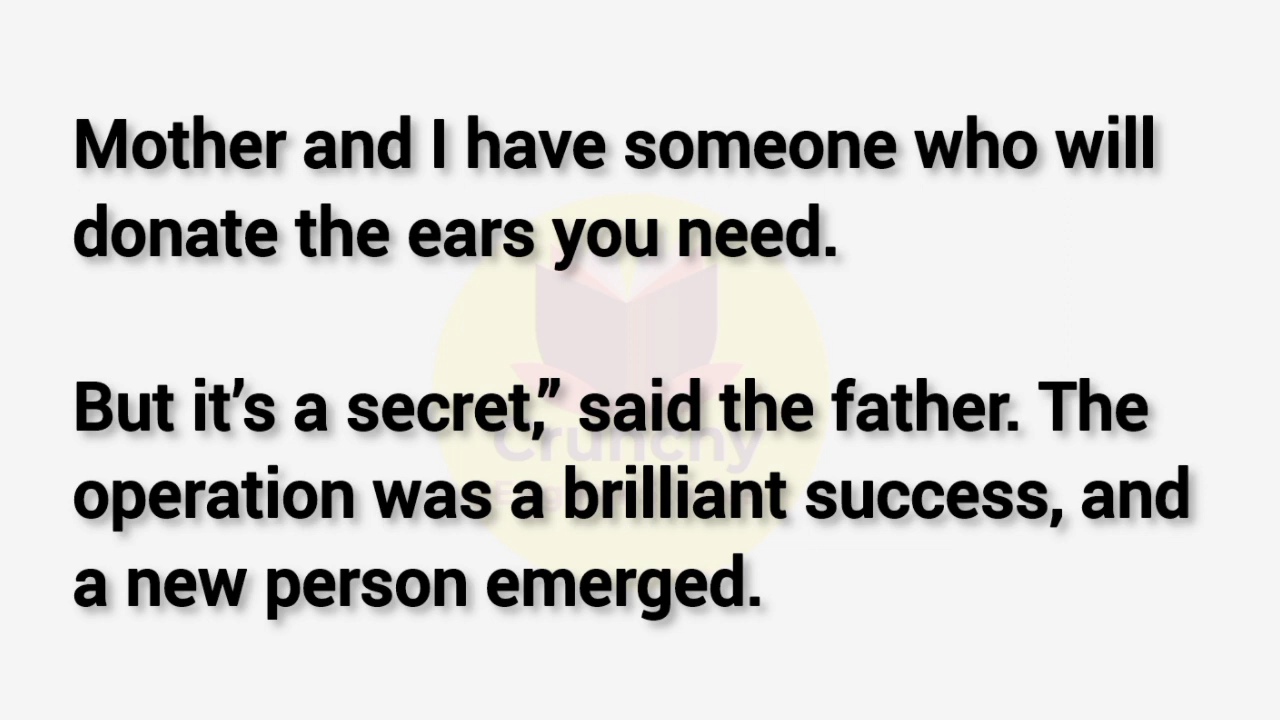 Mother and I have someone who will
donate the ears you need.
But it’s a secret,” said the father. The
operation was a brilliant success, and
a new person emerged.
Crunchy